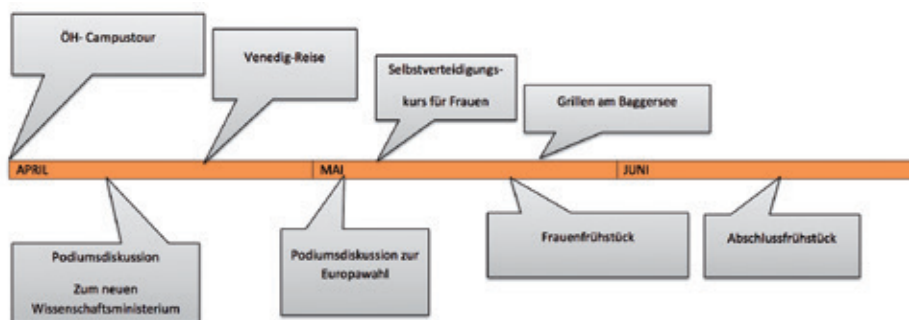 ÖH- Campustour
Venedig-Reise
Selbstverteidigungs-
kurs für Frauen
Grillen am Baggersee
APRIL
MAI
JUNI
Podiumsdiskussion
Zum neuen
Wissenschaftsministerium
Podiumsdiskussion zur
Europawahl
Frauenfrühstück
Abschlussfrühstück